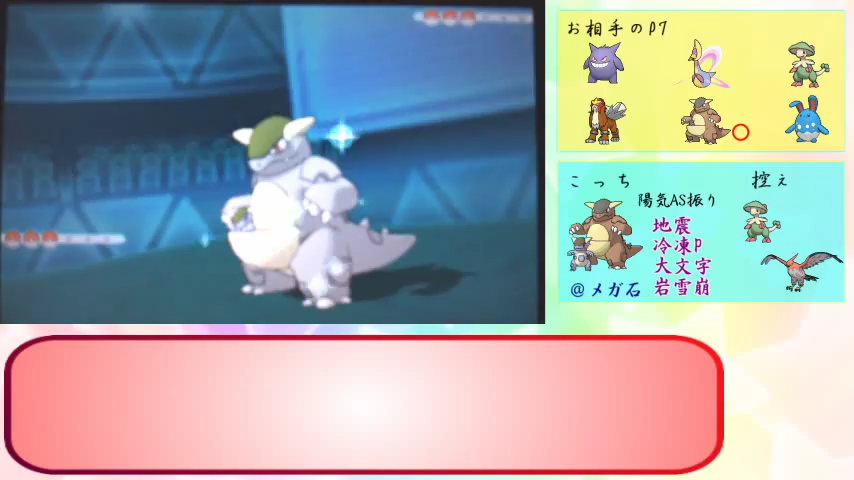 お相手のPT
こっち
控え
陽気AS振り
地震
冷凍P
大文字
岩雪崩
@メガ石